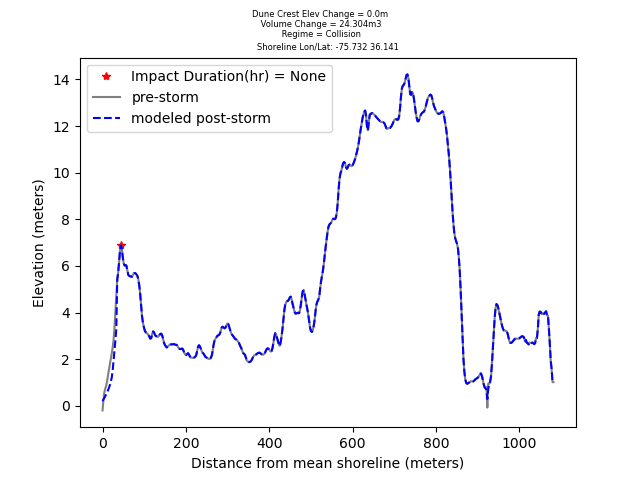 Dune Crest Elev Change = 0.0m
Volume Change = 24.304m3
Regime = Collision
Shoreline Lon/Lat: -75.732 36.141
Impact Duration(hr) = None
pre-storm
modeled post-storm
Elevation (meters)
14
12
10
8
6
4
2
0
0 200 400 600 800 1000
Distance from mean shoreline (meters)